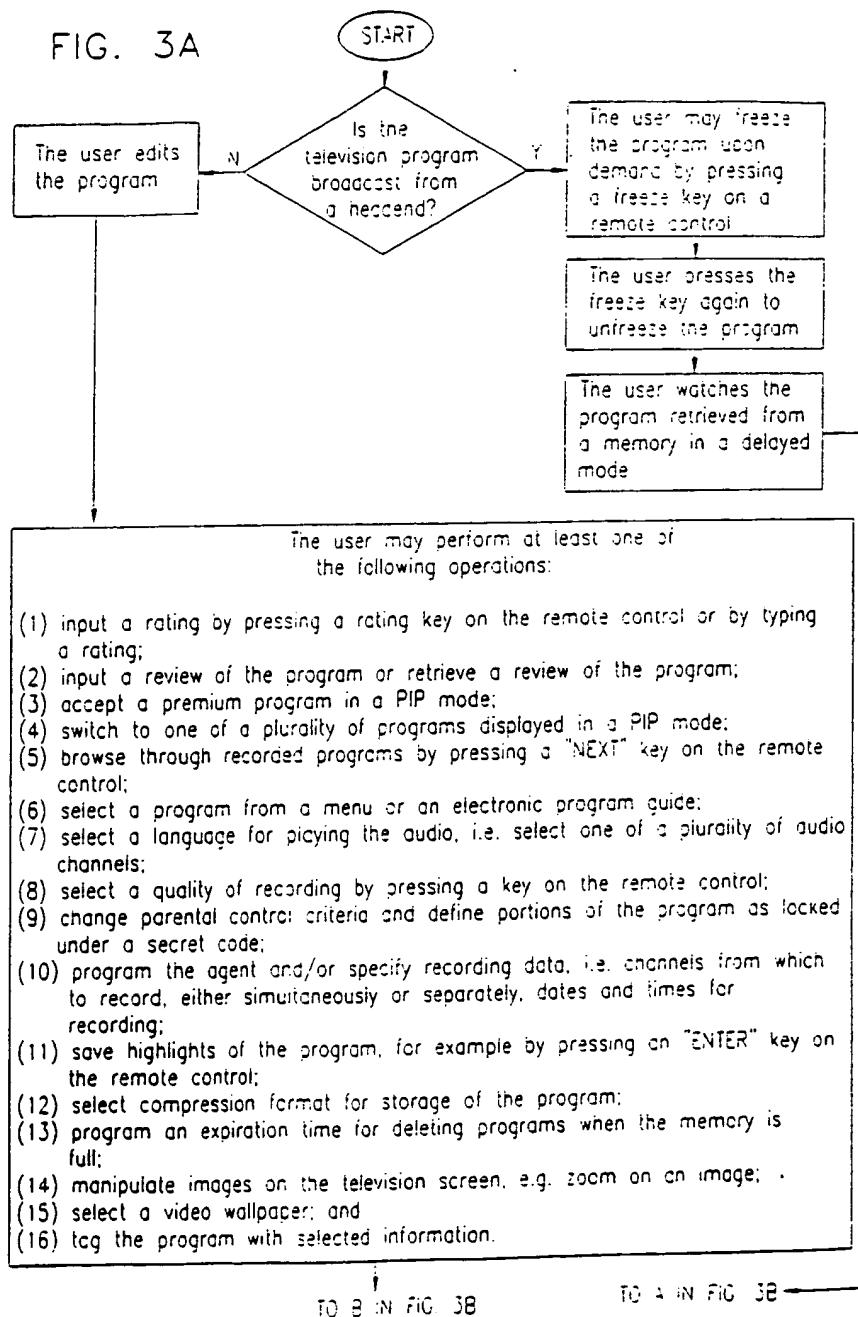 FIG. 3A
START
Is the
television program
broadcast from
a headend?
N
Y
The user edits
the program
The user may freeze
the program upon
demand by pressing
a freeze key on a
remote control
The user presses the
freeze key again to
unfreeze the program
The user watches the
program retrieved from
a memory in a delayed
mode
The user may perform at least one of
the following operations:
(1) input a rating by pressing a rating key on the remote control or by typing
a rating;
(2) input a review of the program or retrieve a review of the program;
(3) accept a premium program in a PIP mode;
(4) switch to one of a plurality of programs displayed in a PIP mode;
(5) browse through recorded programs by pressing a "NEXT" key on the remote
control;
(6) select a program from a menu or an electronic program guide;
(7) select a language for playing the audio, i.e. select one of a plurality of audio
channels;
(8) select a quality of recording by pressing a key on the remote control;
(9) change parental control criteria and define portions of the program as locked
under a secret code;
(10) program the agent and/or specify recording data, i.e. channels from which
to record, either simultaneously or separately, dates and times for
recording;
(11) save highlights of the program, for example by pressing an "ENTER" key on
the remote control;
(12) select compression format for storage of the program;
(13) program an expiration time for deleting programs when the memory is
full;
(14) manipulate images on the television screen, e.g. zoom on an image;
(15) select a video wallpaper; and
(16) tag the program with selected information.
TO B IN FIG. 3B
TO A IN FIG 3B